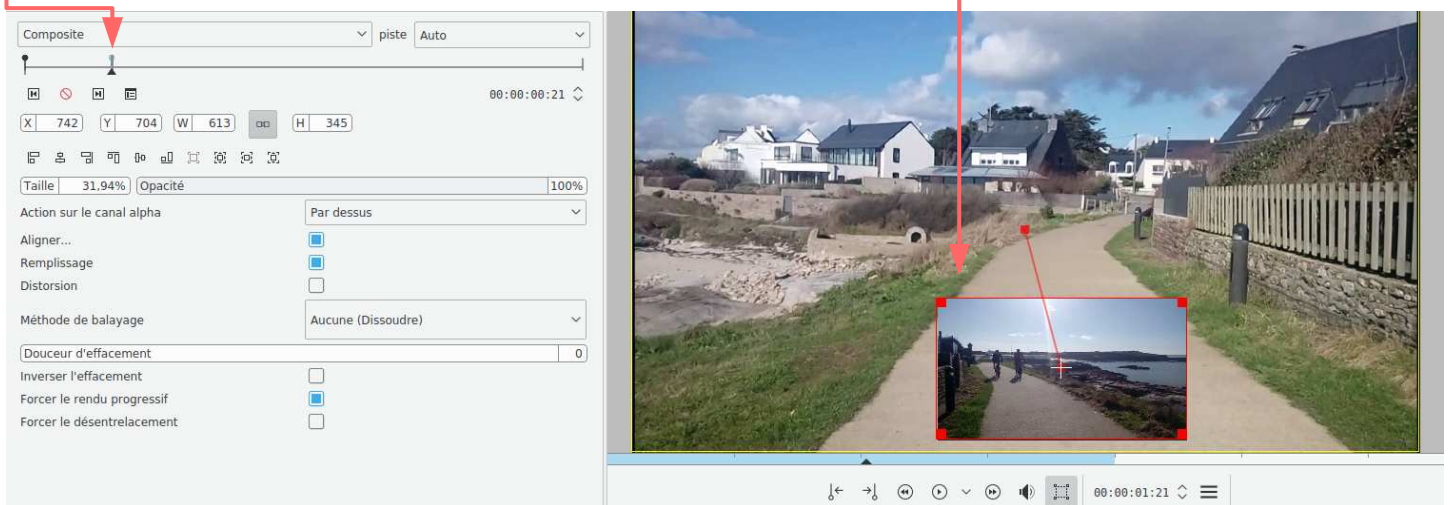 Composite piste Auto
00:00:00:21
X 742 Y 704 W 613 H 345
Taille 31,94% Opacité 100%
Action sur le canal alpha Par dessus
Aligner...
Remplissage
Distorsion
Méthode de balayage Aucune (Dissoudre)
Douceur d'effacement 0
Inverser l'effacement
Forcer le rendu progressif
Forcer le désentrelacement
00:00:01:21